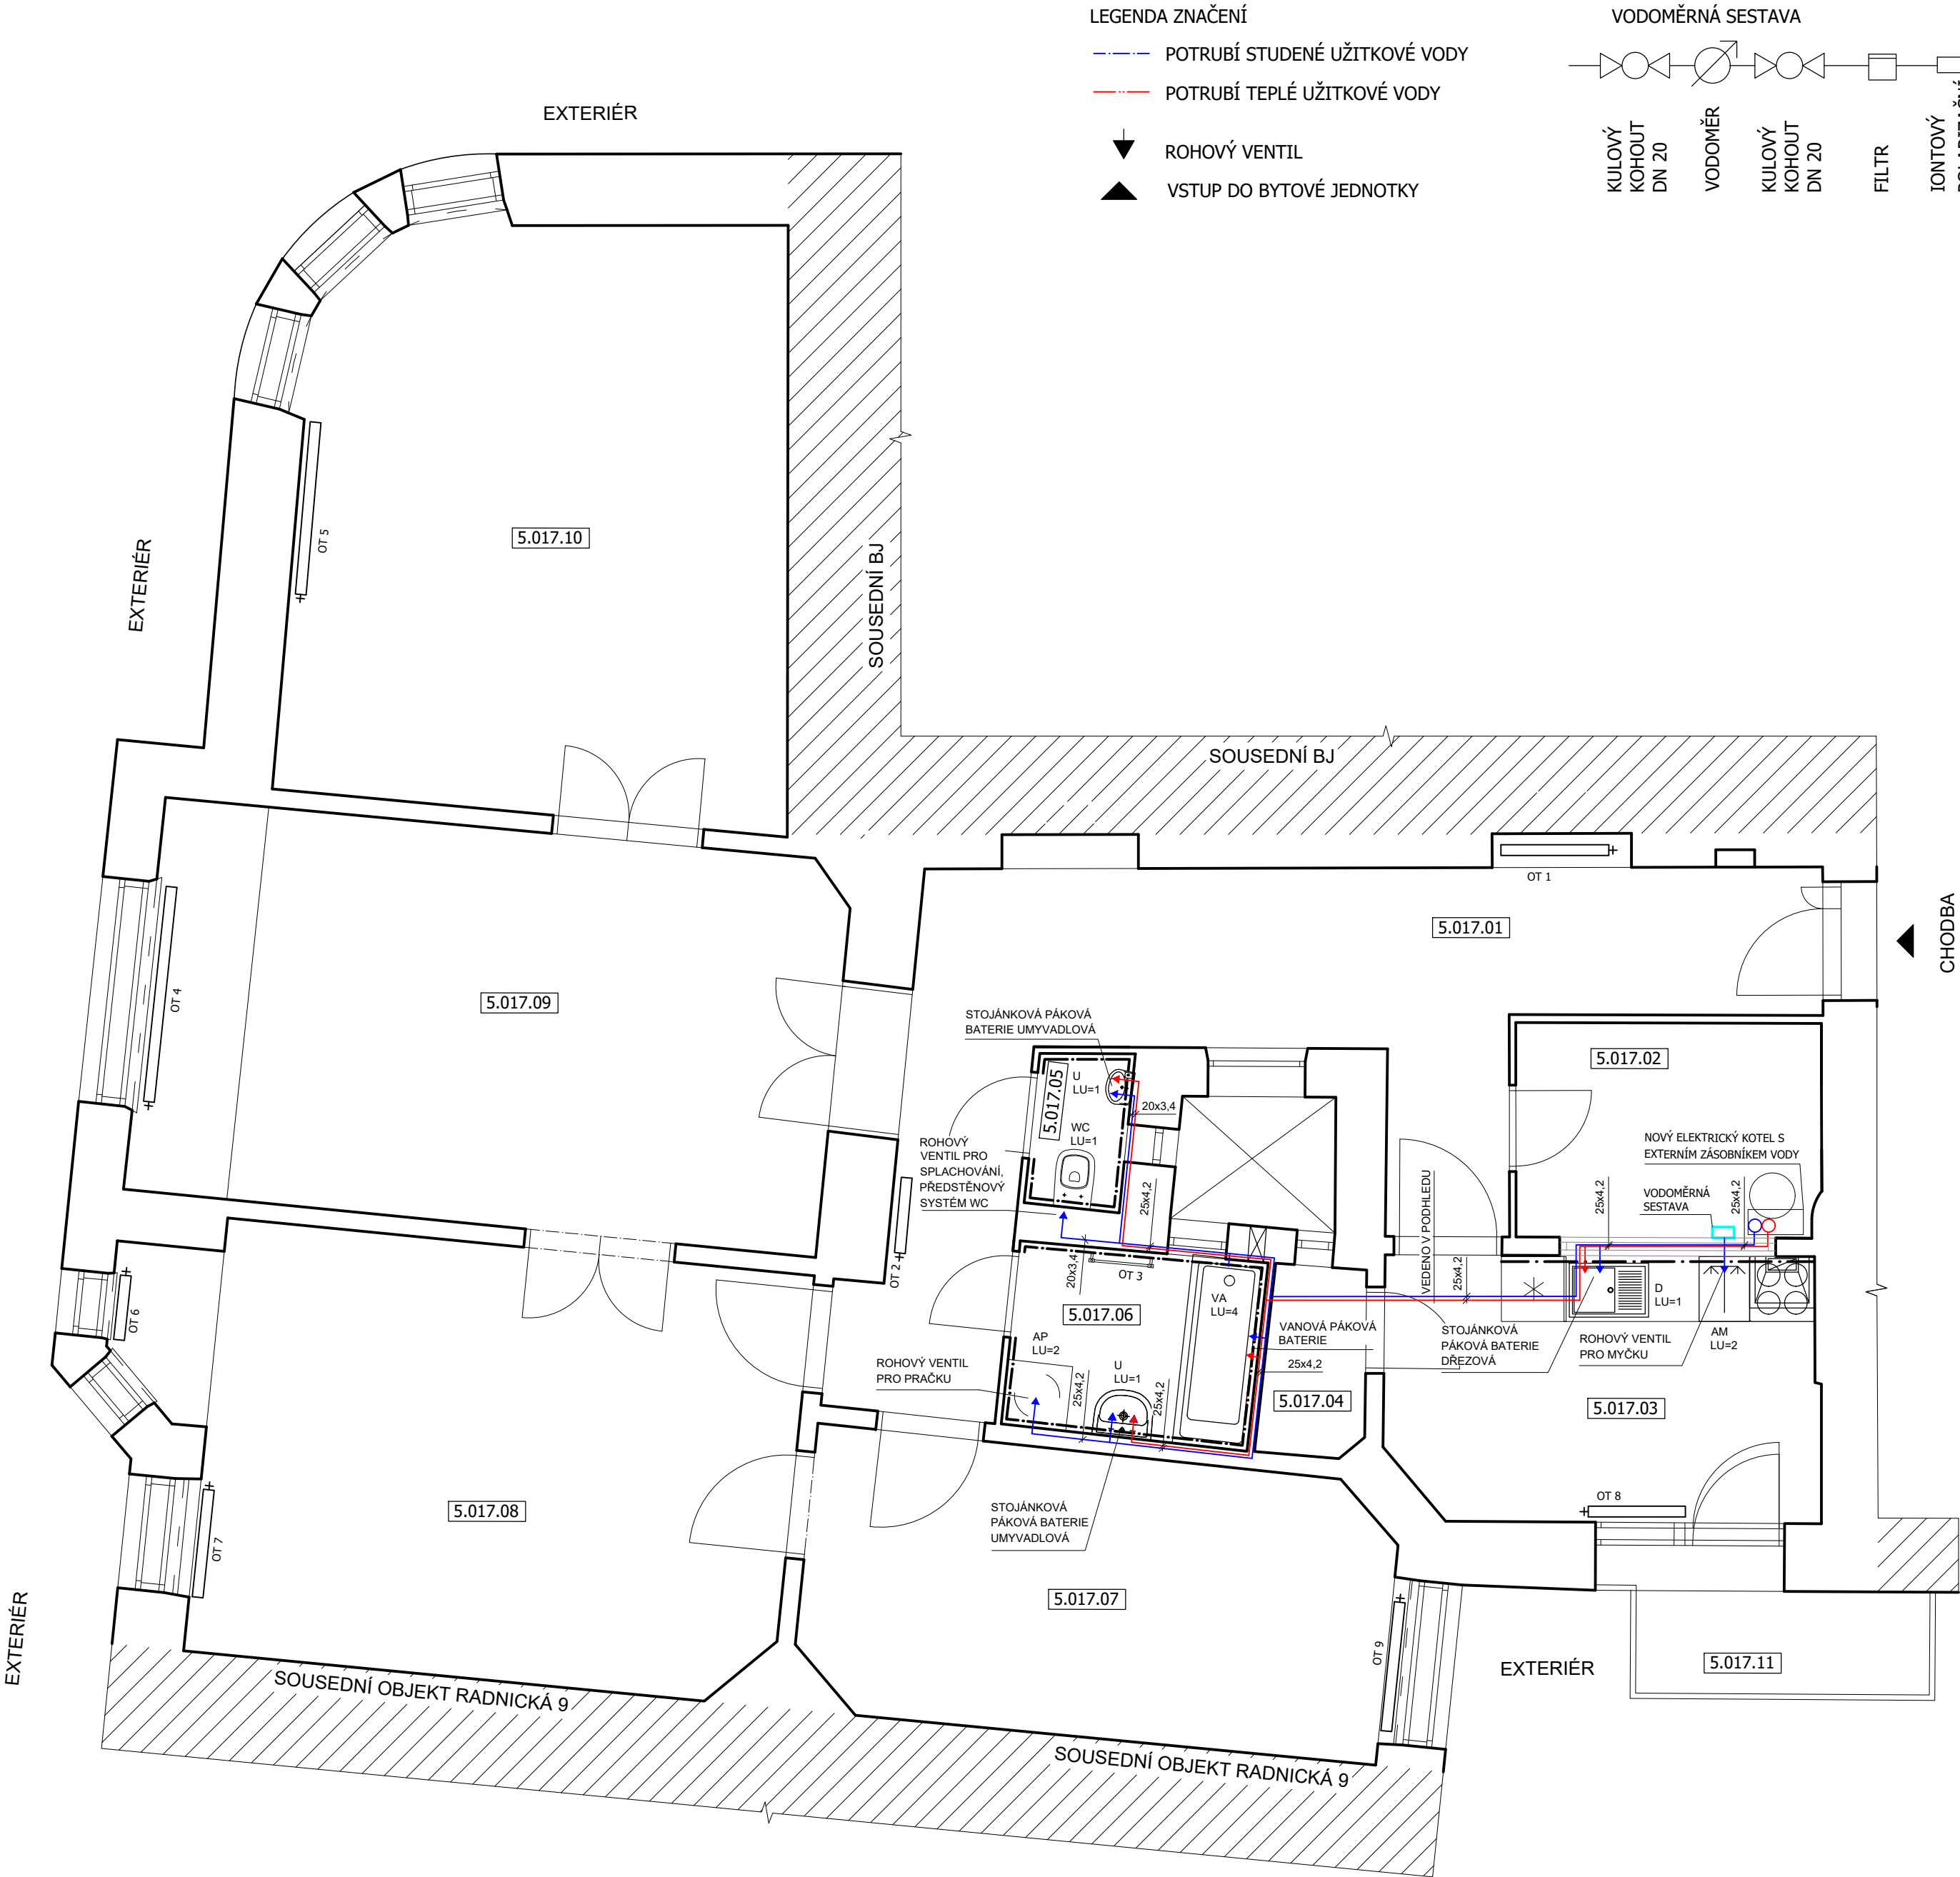 LEGENDA ZNAČENÍ
POTRUBÍ STUDENÉ UŽITKOVÉ VODY
POTRUBÍ TEPLÉ UŽITKOVÉ VODY
ROHOVÝ VENTIL
VSTUP DO BYTOVÉ JEDNOTKY
VODOMĚRNÁ SESTAVA
KULOVÝ
KOHOUT
DN 20
VODOMĚR
KULOVÝ
KOHOUT
DN 20
FILTR
IONTOVÝ
EXTERIÉR
EXTERIÉR
OT 5
5.017.10
SOUSEDNÍ BJ
SOUSEDNÍ BJ
OT 1
5.017.01
CHODBA
OT 4
5.017.09
STOJÁNKOVÁ PÁKOVÁ
BATERIE UMYVADLOVÁ
5.017.05
U
LU=1
20x3,4
WC
LU=1
ROHOVÝ
VENTIL PRO
SPLACHOVÁNÍ,
PŘEDSTĚNOVÝ
SYSTÉM WC
25x4,2
5.017.02
NOVÝ ELEKTRICKÝ KOTEL S
EXTERNÍM ZÁSOBNÍKEM VODY
VODOMĚRNÁ
SESTAVA
25x4,2
25x4,2
VEDENO V PODHLEDU
25x4,2
OT 2
20x3,4
OT 3
5.017.06
VA
LU=4
AP
LU=2
U
LU=1
25x4,2
25x4,2
VANOVÁ PÁKOVÁ
BATERIE
25x4,2
5.017.04
ROHOVÝ VENTIL
PRO PRAČKU
STOJÁNKOVÁ
PÁKOVÁ BATERIE
DŘEZOVÁ
D
LU=1
ROHOVÝ VENTIL
PRO MYČKU
AM
LU=2
5.017.03
OT 8
OT 6
OT 7
5.017.08
STOJÁNKOVÁ
PÁKOVÁ BATERIE
UMYVADLOVÁ
5.017.07
OT 9
EXTERIÉR
EXTERIÉR
5.017.11
SOUSEDNÍ OBJEKT RADNICKÁ 9
SOUSEDNÍ OBJEKT RADNICKÁ 9